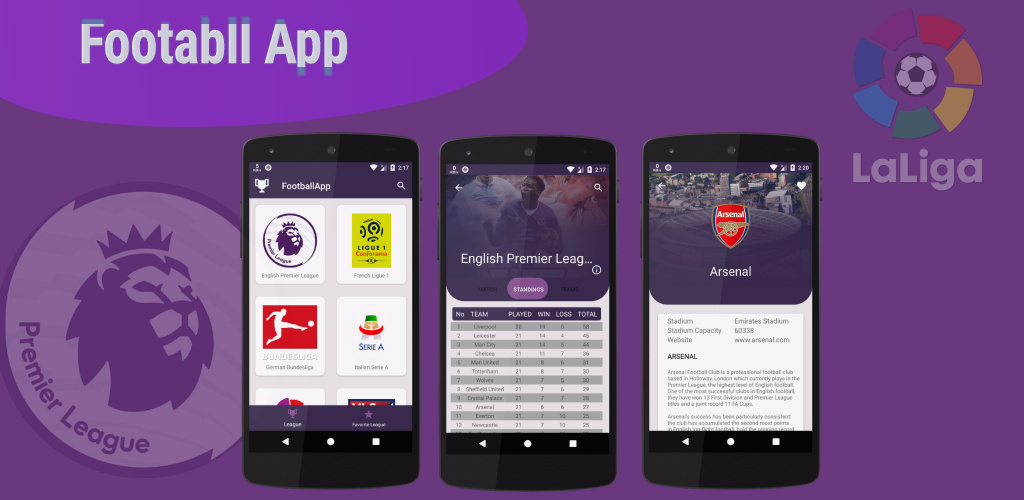 Footabll App
LaLiga
Premier League
2:17
FootballApp
Premier League
English Premier League
LIGUE 1
Conforama
French Ligue 1
BUNDESLIGA
German Bundesliga
SERIE A
Italian Serie A
League
Favorite League
2:17
English Premier Leag...
STANDINGS
TEAMS
No TEAM PLAYED WIN LOSS TOTAL
1 Liverpool 20 19 0 58
2 Leicester 21 14 4 45
3 Man City 21 14 5 44
4 Chelsea 21 11 7 36
5 Man United 21 8 6 31
6 Tottenham 21 8 7 30
7 Wolves 21 7 5 30
8 Sheffield United 21 7 6 29
9 Crystal Palace 21 7 7 28
10 Arsenal 21 6 6 27
11 Everton 21 7 10 25
12 Newcastle 21 7 10 25
2:20
Arsenal
Arsenal
Stadium Emirates Stadium
Stadium Capacity 60338
Website www.arsenal.com
ARSENAL
Arsenal Football Club is a professional football club
based in Holloway, London which currently plays in the
Premier League, the highest level of English football.
One of the most successful clubs in English football,
they have won 13 First Division and Premier League
titles and a joint record 11 FA Cups.
Arsenal's success has been particularly consistent:
the club has accumulated the second most points
in English top-flight football, hold the ongoing record